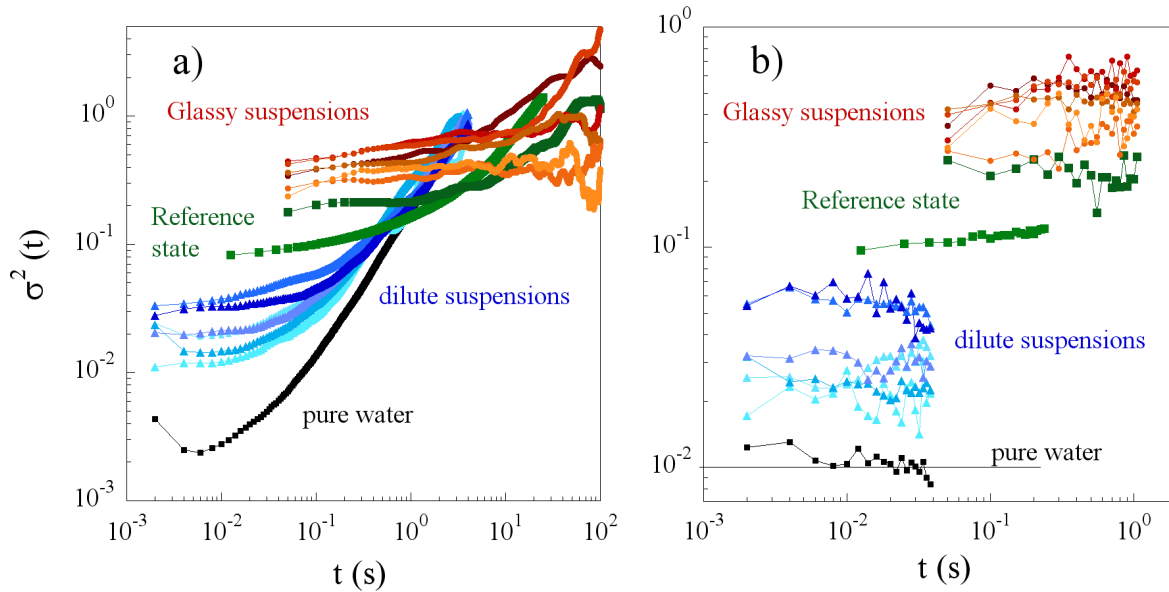 a)
Glassy suspensions
Reference
state
dilute suspensions
pure water
σ² (t)
10⁰
10⁻¹
10⁻²
10⁻³
10⁻³
10⁻²
10⁻¹
10⁰
10¹
10²
t (s)
b)
Glassy suspensions
Reference state
dilute suspensions
pure water
10⁰
10⁻¹
10⁻²
10⁻³
10⁻²
10⁻¹
10⁰
t (s)